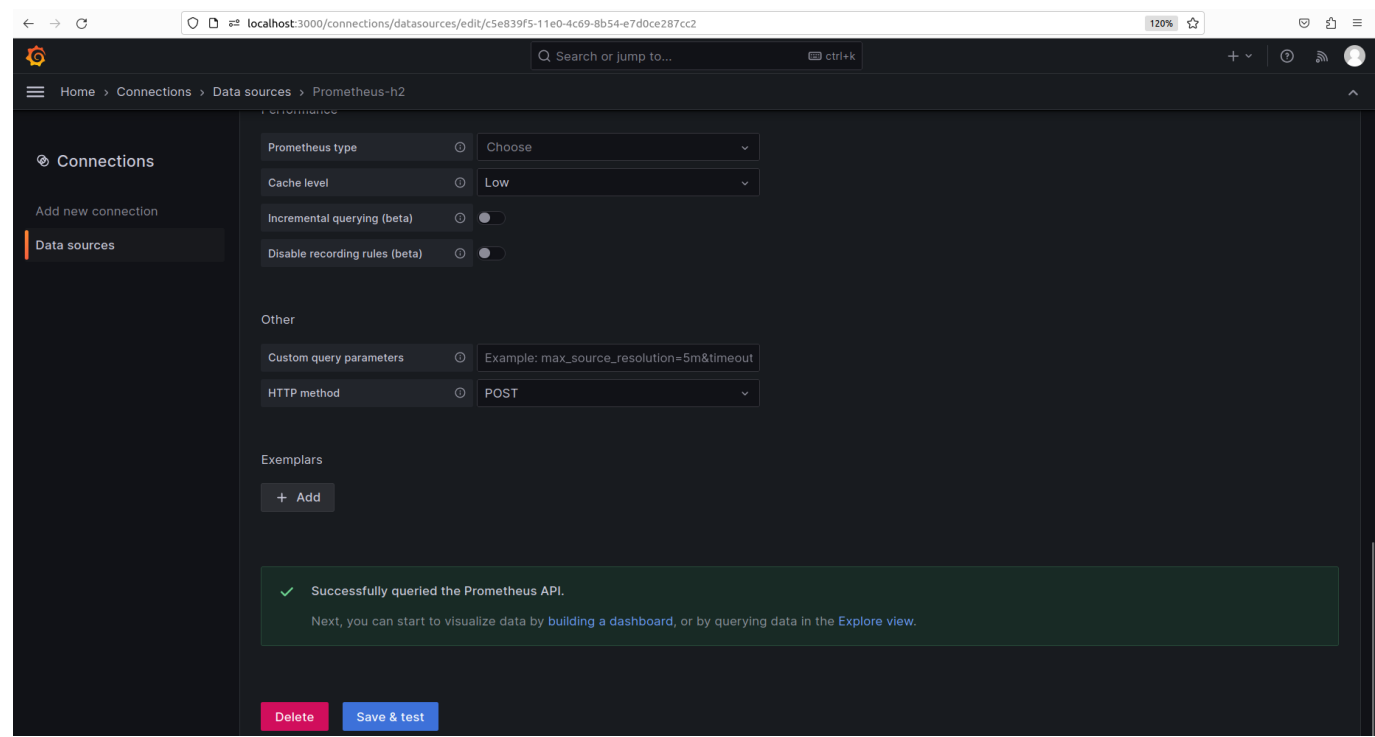 localhost:3000/connections/datasources/edit/c5e839f5-11e0-4c69-8b54-e7d0ce287cc2 120%
Search or jump to... ctrl+k
Home › Connections › Data sources › Prometheus-h2
Performance
Connections
Add new connection
Data sources
Prometheus type Choose
Cache level Low
Incremental querying (beta)
Disable recording rules (beta)
Other
Custom query parameters Example: max_source_resolution=5m&timeout
HTTP method POST
Exemplars
+ Add
Successfully queried the Prometheus API.
Next, you can start to visualize data by building a dashboard, or by querying data in the Explore view.
Delete Save & test